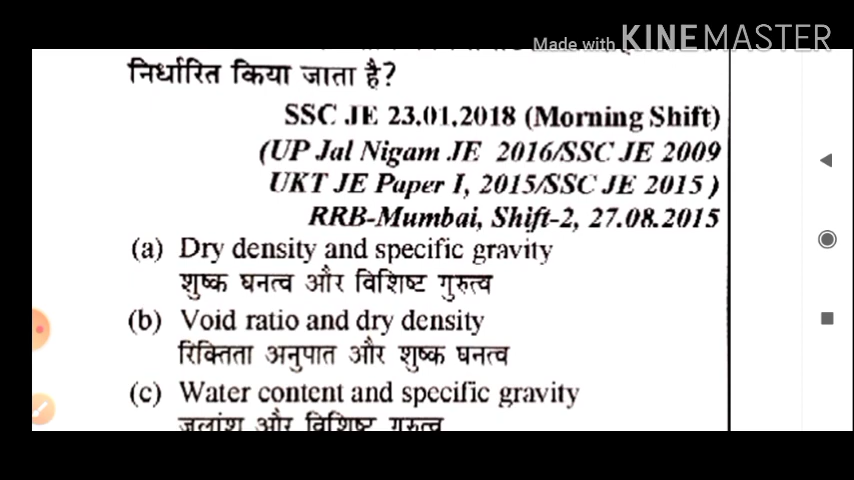 Made with KINEMASTER
निर्धारित किया जाता है?
SSC JE 23.01.2018 (Morning Shift)
(UP Jal Nigam JE 2016/SSC JE 2009
UKT JE Paper I, 2015/SSC JE 2015 )
RRB-Mumbai, Shift-2, 27.08.2015
(a) Dry density and specific gravity
शुष्क घनत्व और विशिष्ट गुरुत्व
(b) Void ratio and dry density
रिक्तिता अनुपात और शुष्क घनत्व
(c) Water content and specific gravity
जलांश और विशिष्ट गुरुत्व